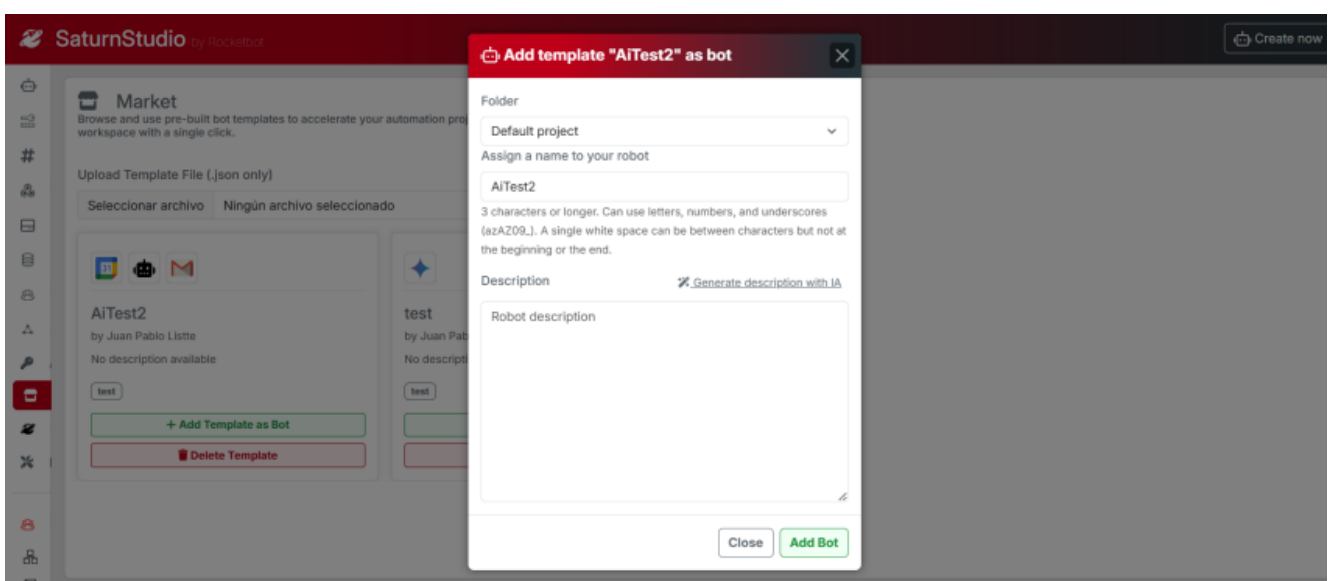 SaturnStudio by Rocketbot
Create now
Add template "AiTest2" as bot
Market
Browse and use pre-built bot templates to accelerate your automation
workspace with a single click.
Upload Template File (.json only)
Seleccionar archivo Ningún archivo seleccionado
31
AiTest2
by Juan Pablo Listte
No description available
test
+ Add Template as Bot
Delete Template
test
by Juan
No
test
Folder
Default project
Assign a name to your robot
AiTest2
3 characters or longer. Can use letters, numbers, and underscores
(azAZ09_). A single white space can be between characters but not at
the beginning or the end.
Description
Generate description with IA
Robot description
Close
Add Bot